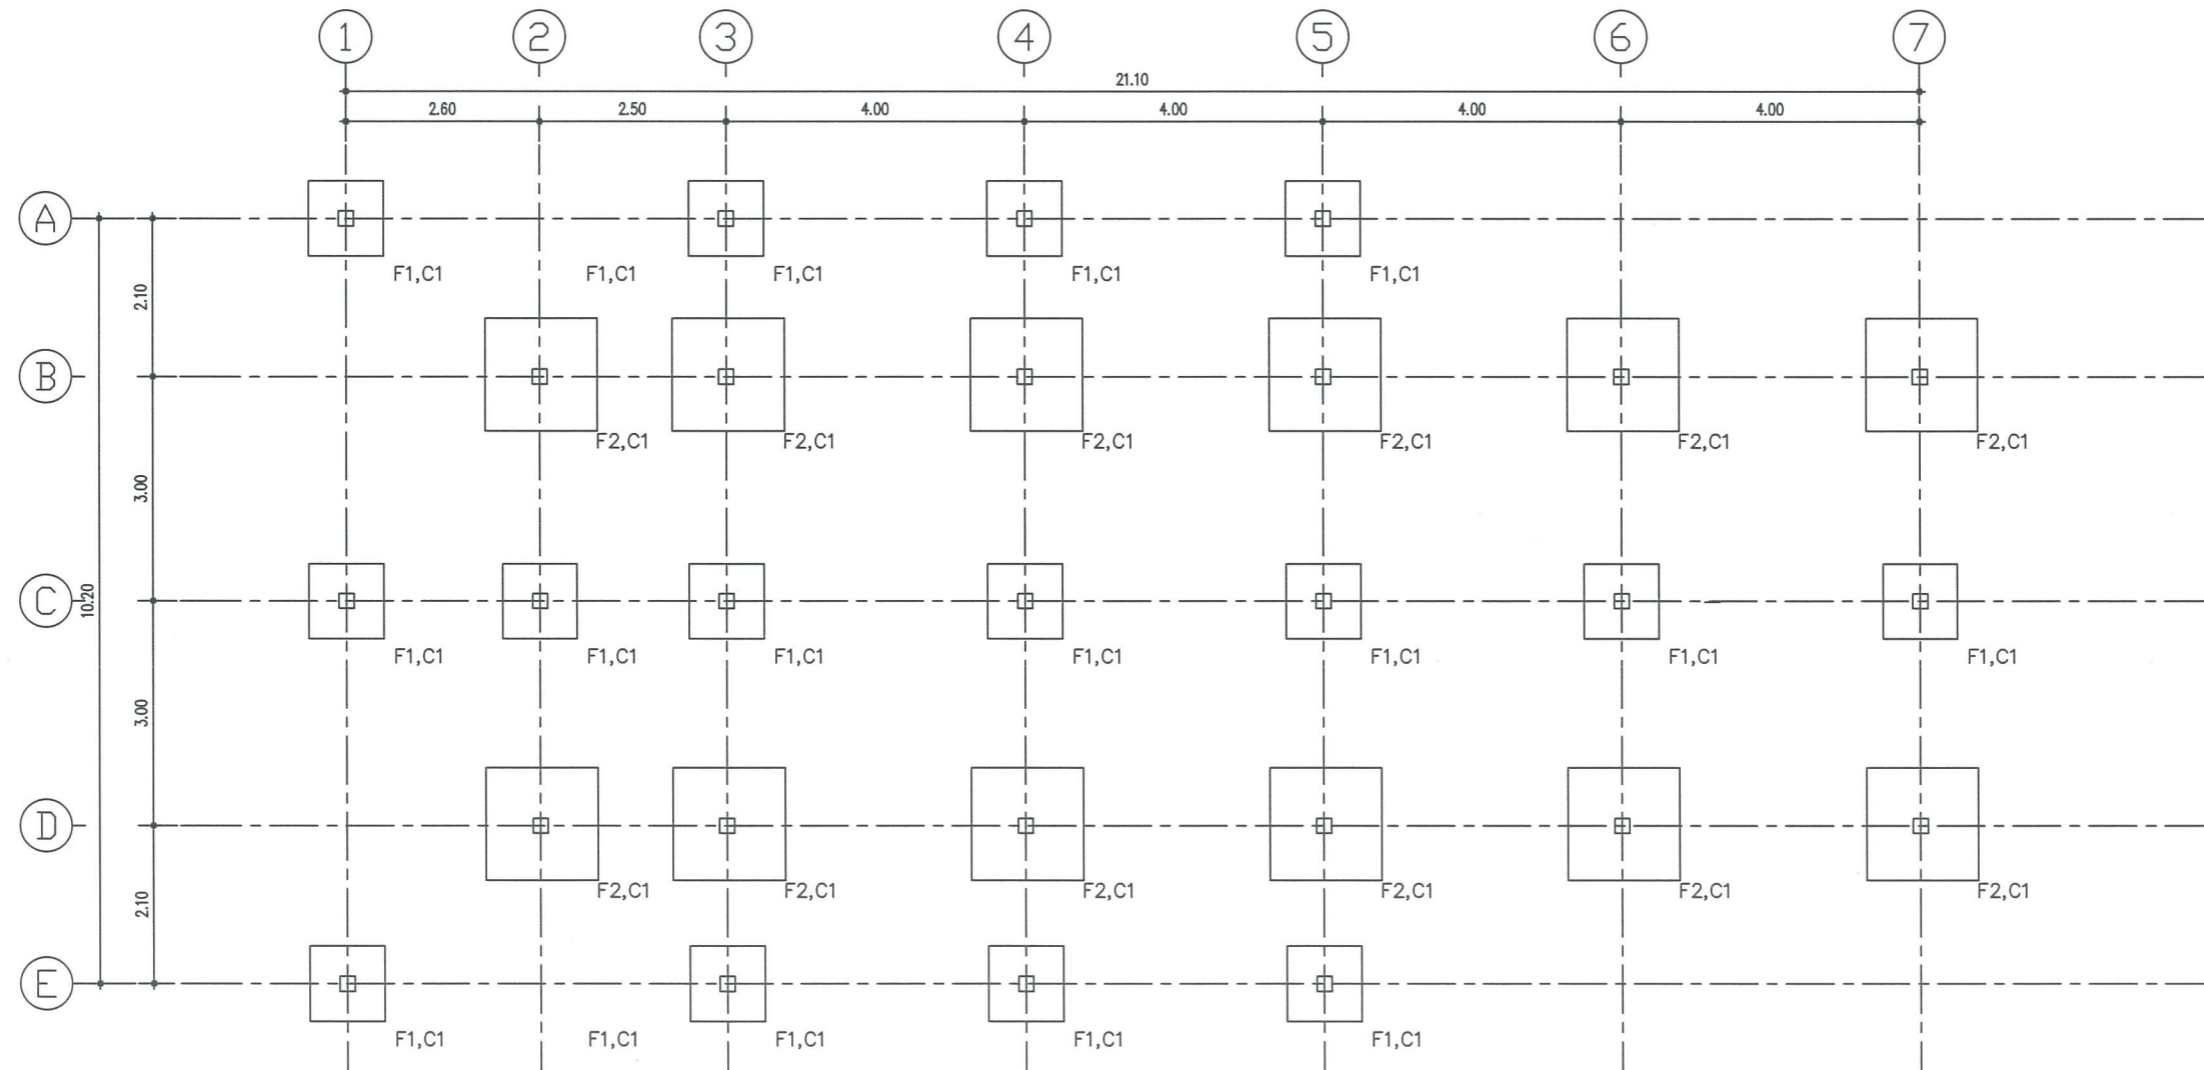 1 2 3 4 5 6 7
21.10
2.60 2.50 4.00 4.00 4.00 4.00
A
F1,C1 F1,C1 F1,C1 F1,C1 F1,C1
2.10
B
F2,C1 F2,C1 F2,C1 F2,C1 F2,C1 F2,C1
3.00
C
10.20
F1,C1 F1,C1 F1,C1 F1,C1 F1,C1 F1,C1 F1,C1
3.00
D
F2,C1 F2,C1 F2,C1 F2,C1 F2,C1 F2,C1
2.10
E
F1,C1 F1,C1 F1,C1 F1,C1 F1,C1